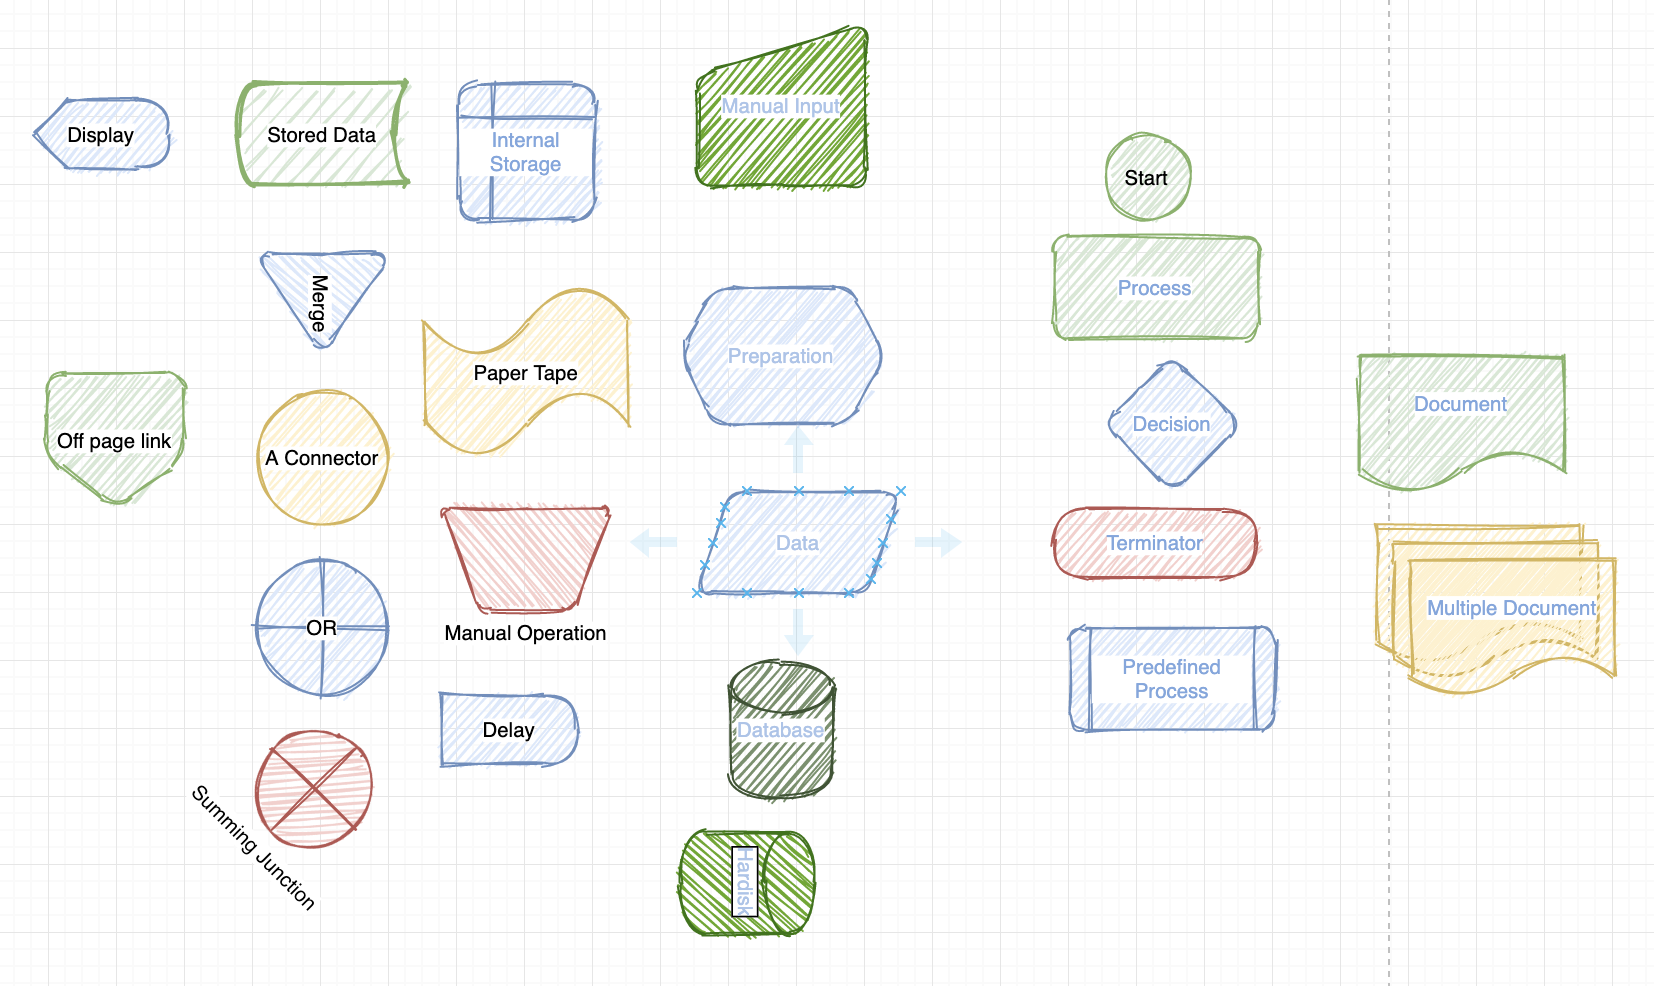 Display
Stored Data
Internal
Storage
Manual Input
Start
Process
Merge
Paper Tape
Preparation
Decision
Document
Off page link
A Connector
Data
Terminator
Multiple Document
OR
Manual Operation
Predefined
Process
Delay
Database
Summing Junction
Hardisk